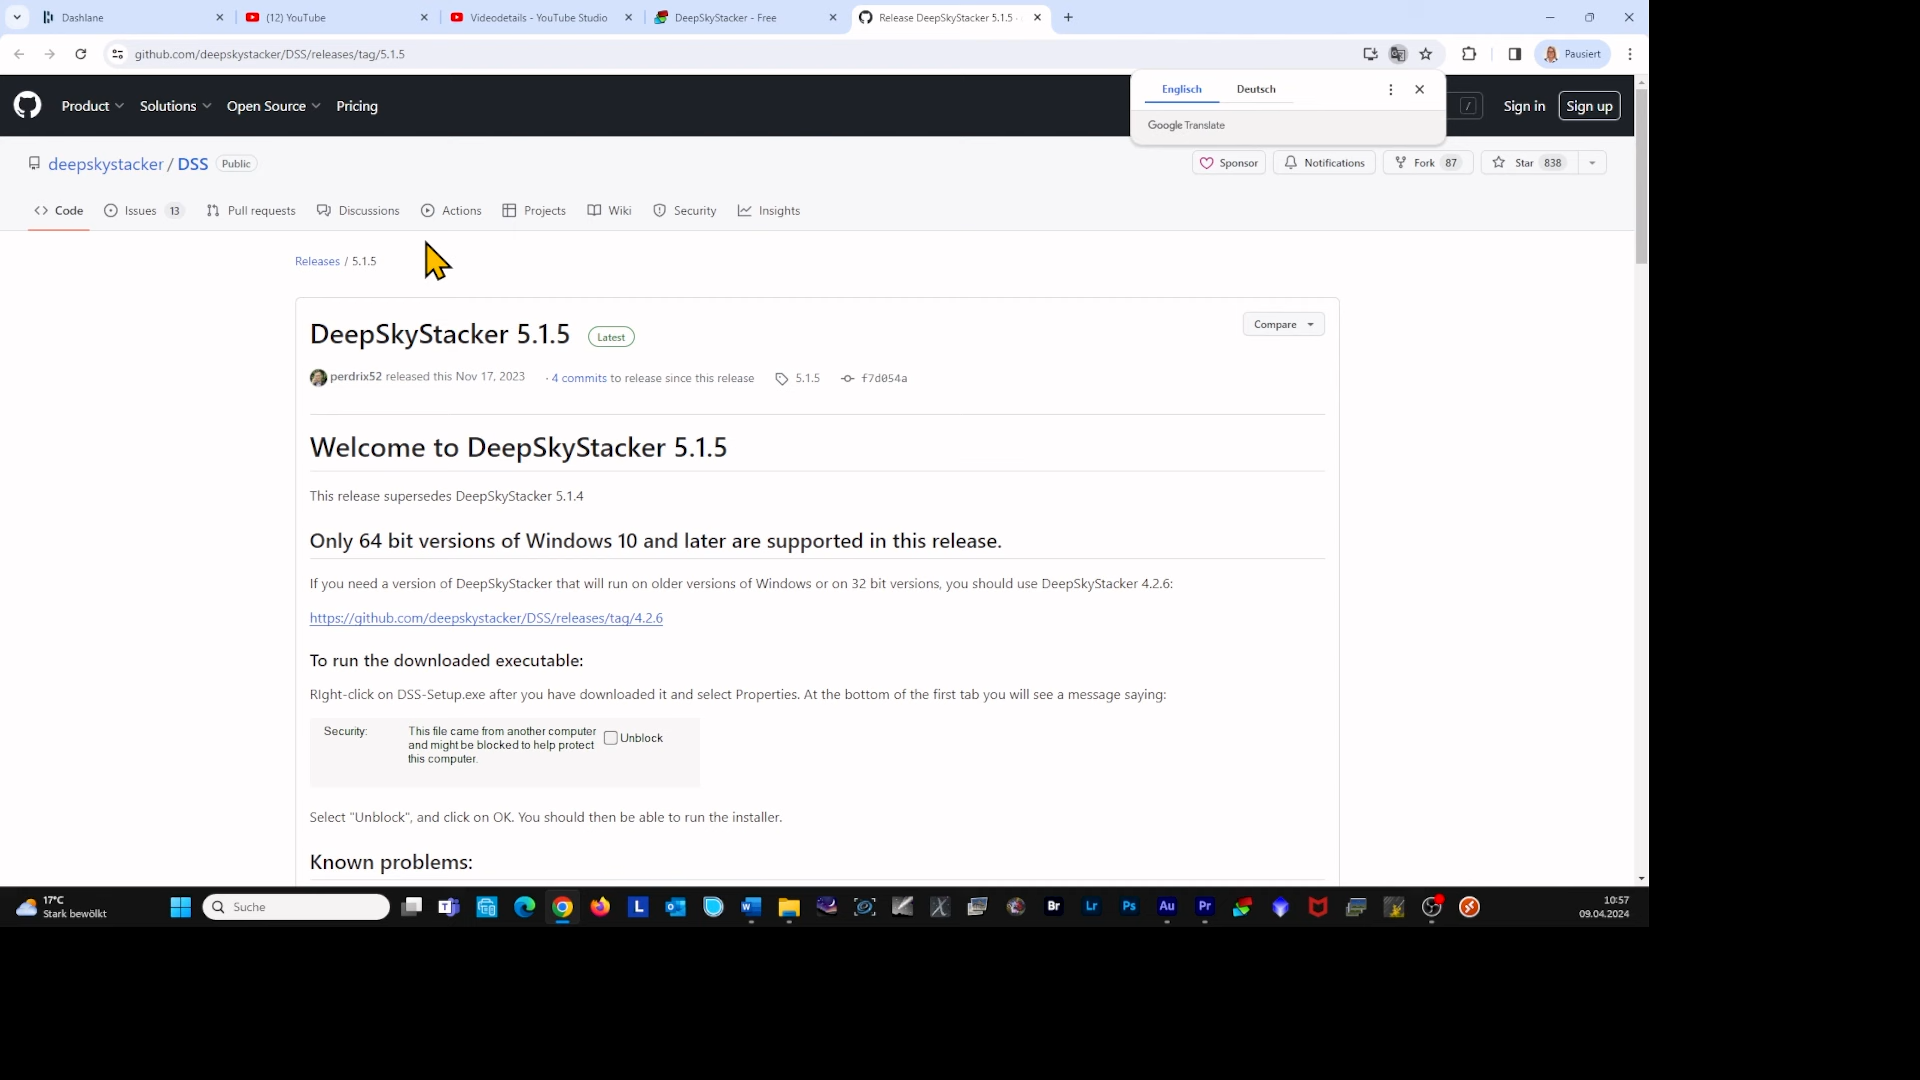 Dashlane
(12) YouTube
Videodetails - YouTube Studio
DeepSkyStacker - Free
Release DeepSkyStacker 5.1.5 ·
github.com/deepskystacker/DSS/releases/tag/5.1.5
Pausiert
Englisch Deutsch
Google Translate
Product Solutions Open Source Pricing
/ Sign in Sign up
deepskystacker / DSS Public
Sponsor Notifications Fork 87 Star 838
Code Issues 13 Pull requests Discussions Actions Projects Wiki Security Insights
Releases / 5.1.5
DeepSkyStacker 5.1.5 Latest
Compare
perdrix52 released this Nov 17, 2023 · 4 commits to release since this release 5.1.5 f7d054a
Welcome to DeepSkyStacker 5.1.5
This release supersedes DeepSkyStacker 5.1.4
Only 64 bit versions of Windows 10 and later are supported in this release.
If you need a version of DeepSkyStacker that will run on older versions of Windows or on 32 bit versions, you should use DeepSkyStacker 4.2.6:
https://github.com/deepskystacker/DSS/releases/tag/4.2.6
To run the downloaded executable:
RIght-click on DSS-Setup.exe after you have downloaded it and select Properties. At the bottom of the first tab you will see a message saying:
Security: This file came from another computer
and might be blocked to help protect
this computer.
Unblock
Select "Unblock", and click on OK. You should then be able to run the installer.
Known problems:
17°C
Stark bewölkt
Suche
T L W Br Lr Ps Au Pr
10:57
09.04.2024